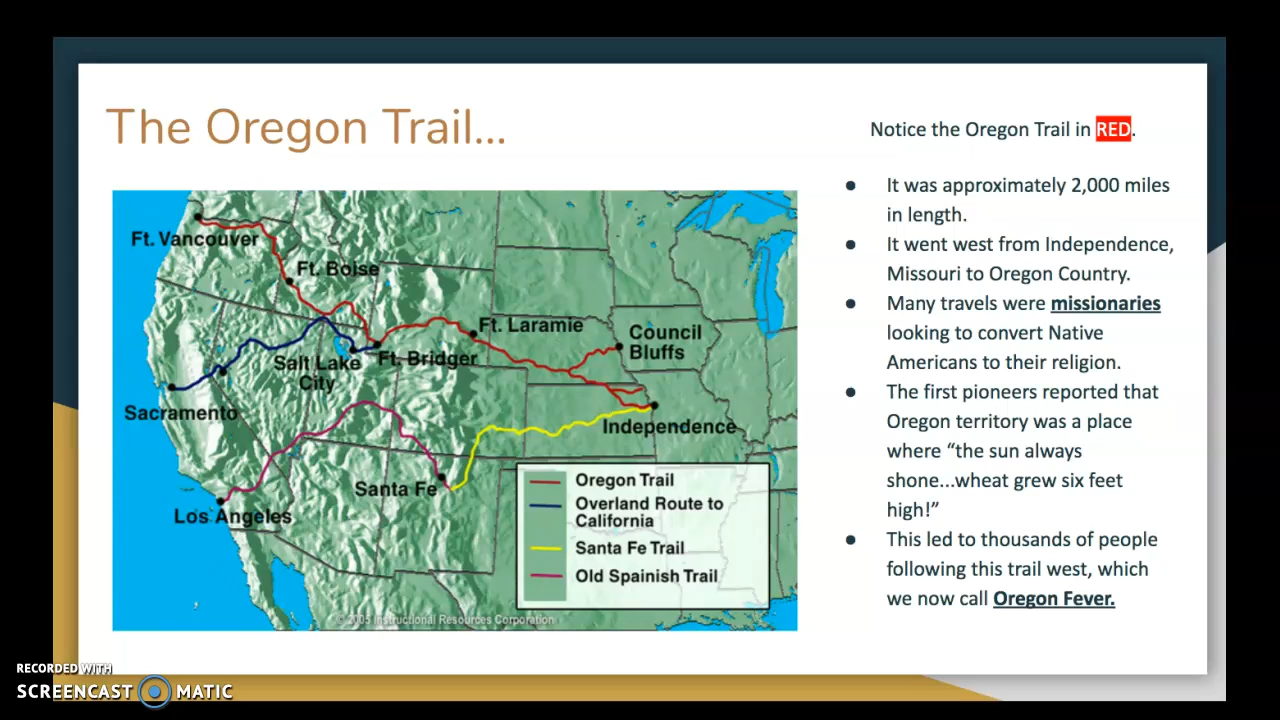 The Oregon Trail...
Notice the Oregon Trail in RED.
● It was approximately 2,000 miles
in length.
● It went west from Independence,
Missouri to Oregon Country.
● Many travels were missionaries
looking to convert Native
Americans to their religion.
● The first pioneers reported that
Oregon territory was a place
where “the sun always
shone...wheat grew six feet
high!”
● This led to thousands of people
following this trail west, which
we now call Oregon Fever.
Ft. Vancouver
Ft. Boise
Ft. Laramie
Council
Bluffs
Salt Lake
City
Ft. Bridger
Sacramento
Independence
Santa Fe
Los Angeles
Oregon Trail
Overland Route to
California
Santa Fe Trail
Old Spainish Trail
© 2005 Instructional Resources Corporation
RECORDED WITH
SCREENCAST MATIC